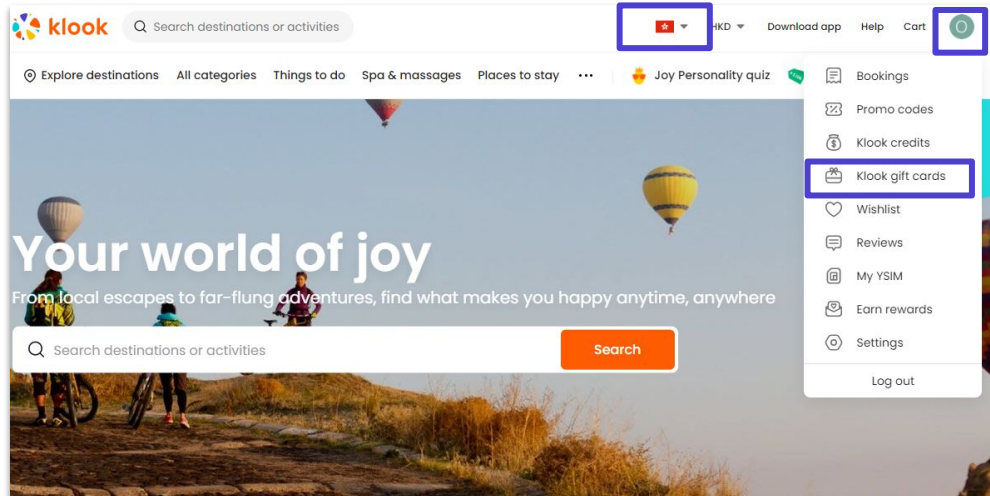 klook
Search destinations or activities
HKD
Download app
Help
Cart
O
Explore destinations
All categories
Things to do
Spa & massages
Places to stay
...
Joy Personality quiz
Bookings
Promo codes
Klook credits
Klook gift cards
Wishlist
Reviews
My YSIM
Earn rewards
Settings
Log out
Your world of joy
From local escapes to far-flung adventures, find what makes you happy anytime, anywhere
Search destinations or activities
Search